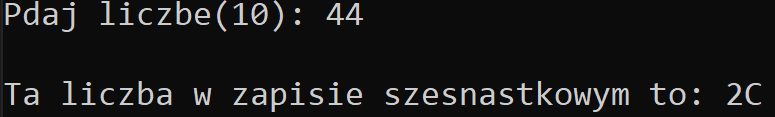 Pdaj liczbe(10): 44
Ta liczba w zapisie szesnastkowym to: 2C